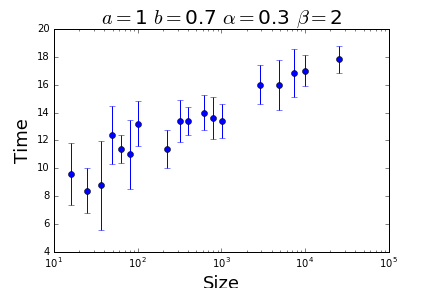 a = 1 b = 0.7 α = 0.3 β = 2
20
18
16
14
12
10
8
6
4
Time
10¹ 10² 10³ 10⁴ 10⁵
Size